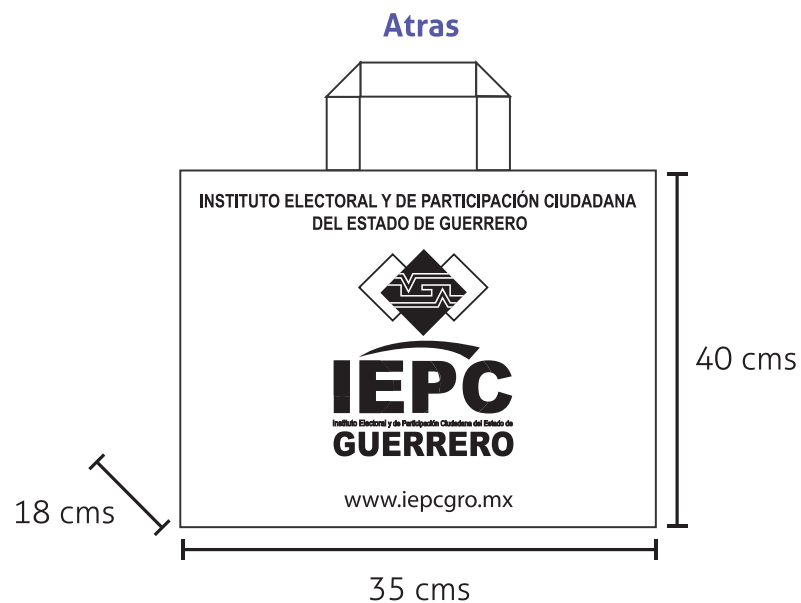 Atras
INSTITUTO ELECTORAL Y DE PARTICIPACIÓN CIUDADANA
DEL ESTADO DE GUERRERO
IEPC
Instituto Electoral y de Participación Ciudadana del Estado de
GUERRERO
www.iepcgro.mx
40 cms
18 cms
35 cms